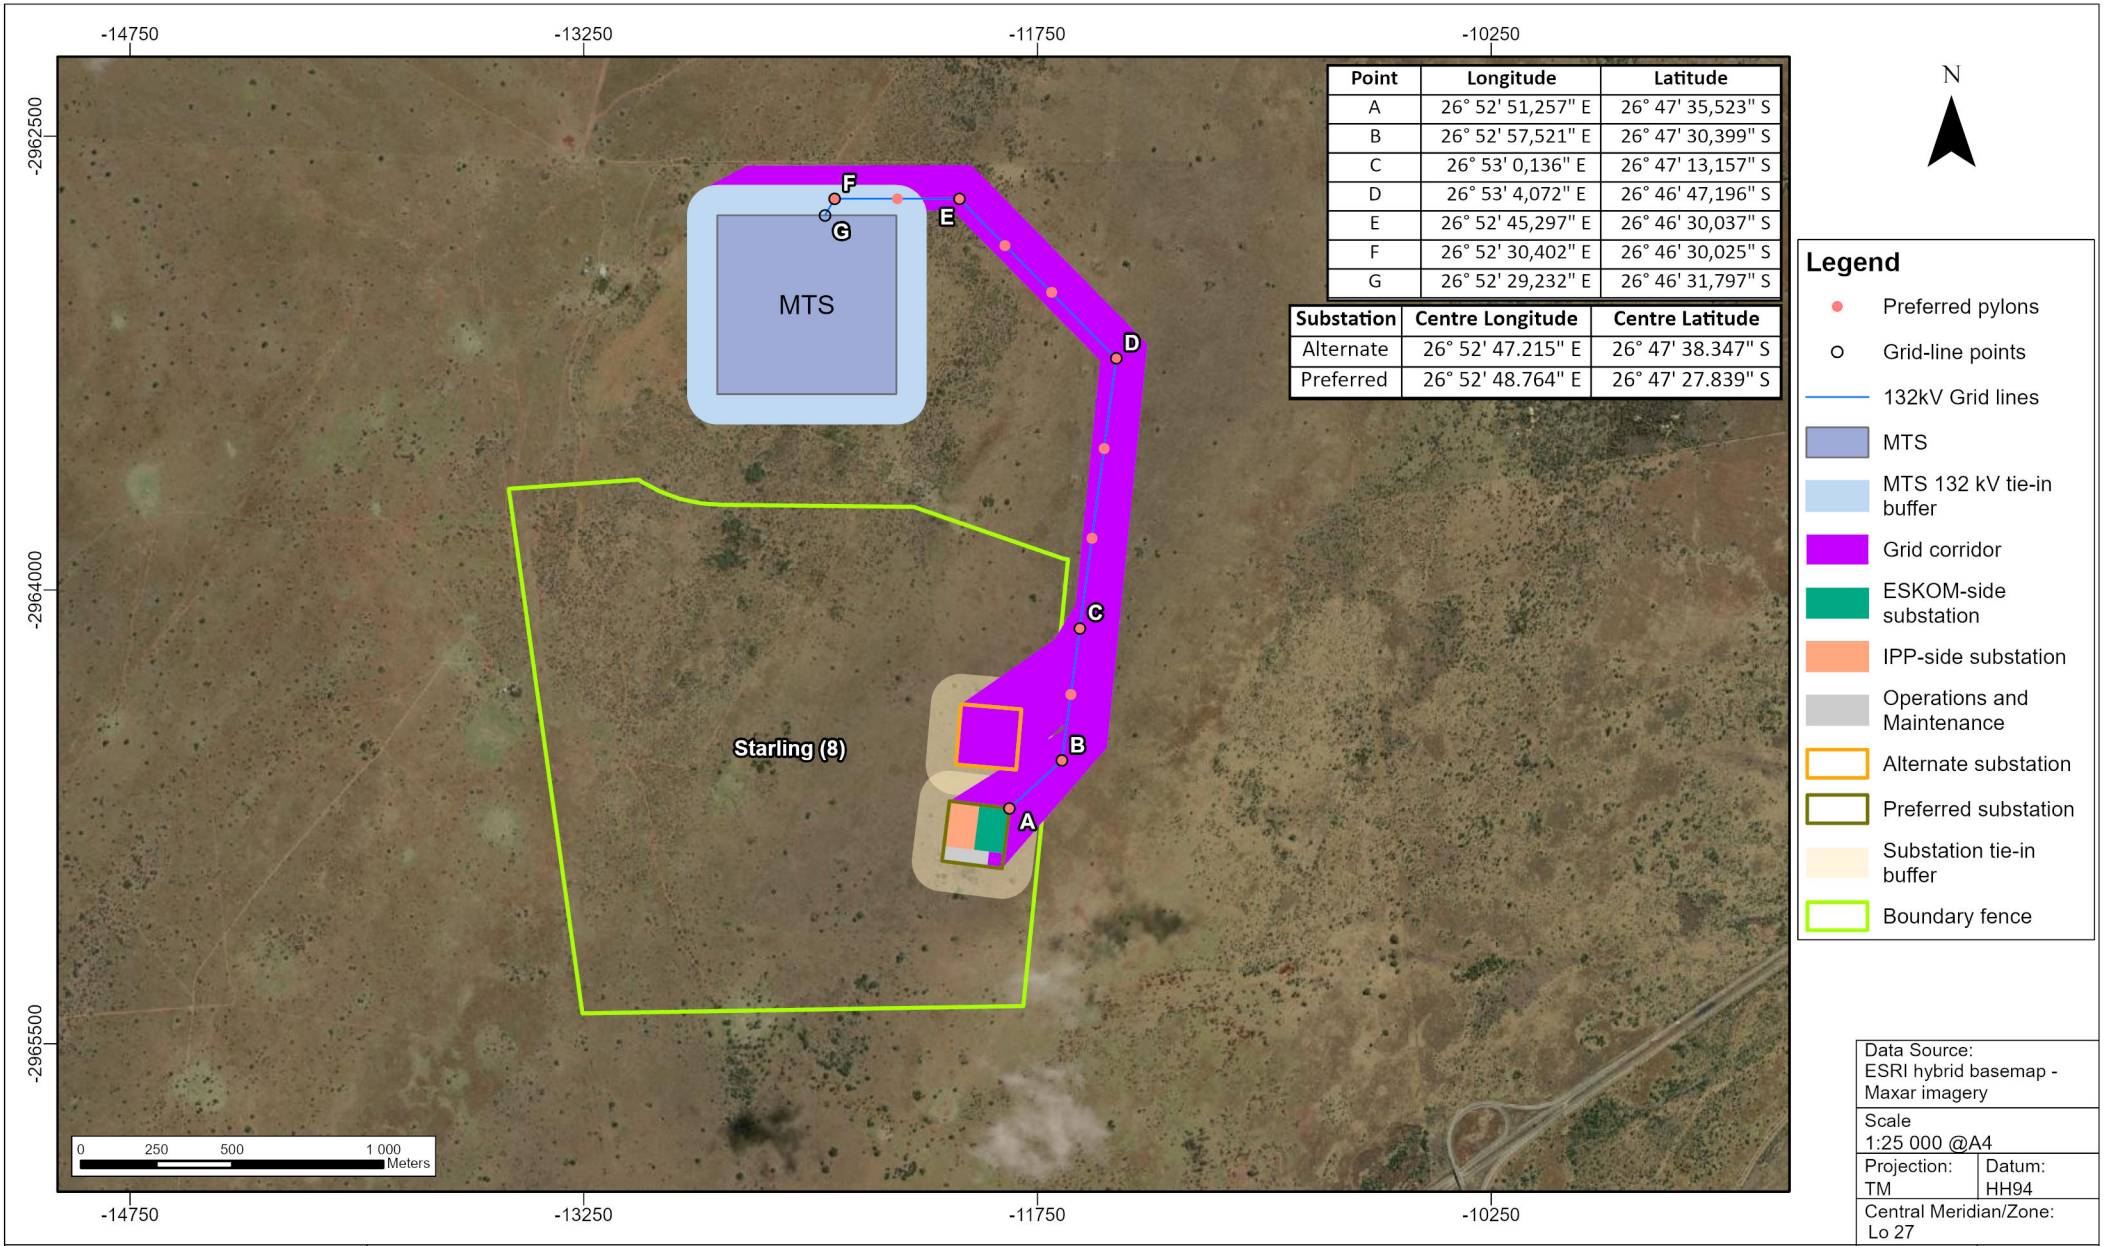 -14750 -13250 -11750 -10250
-2962500
-2964000
-2965500
Point Longitude Latitude
A 26° 52' 51,257" E 26° 47' 35,523" S
B 26° 52' 57,521" E 26° 47' 30,399" S
C 26° 53' 0,136" E 26° 47' 13,157" S
D 26° 53' 4,072" E 26° 46' 47,196" S
E 26° 52' 45,297" E 26° 46' 30,037" S
F 26° 52' 30,402" E 26° 46' 30,025" S
G 26° 52' 29,232" E 26° 46' 31,797" S
Substation Centre Longitude Centre Latitude
Alternate 26° 52' 47.215" E 26° 47' 38.347" S
Preferred 26° 52' 48.764" E 26° 47' 27.839" S
F
E
G
MTS
D
C
B
Starling (8)
A
0 250 500 1 000
Meters
-14750 -13250 -11750 -10250
N
Legend
Preferred pylons
Grid-line points
132kV Grid lines
MTS
MTS 132 kV tie-in
buffer
Grid corridor
ESKOM-side
substation
IPP-side substation
Operations and
Maintenance
Alternate substation
Preferred substation
Substation tie-in
buffer
Boundary fence
Data Source:
ESRI hybrid basemap -
Maxar imagery
Scale
1:25 000 @A4
Projection: Datum:
TM HH94
Central Meridian/Zone:
Lo 27